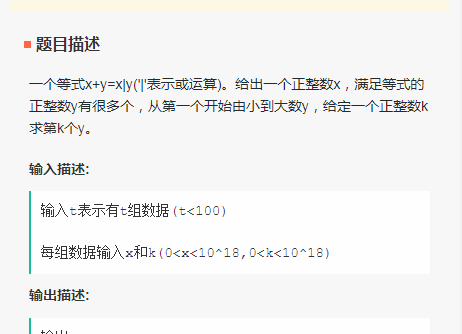 题目描述
一个等式x+y=x|y('|'表示或运算)。给出一个正整数x，满足等式的
正整数y有很多个，从第一个开始由小到大数y，给定一个正整数k
求第k个y。
输入描述:
输入t表示有t组数据(t<100)
每组数据输入x和k(0<x<10^18,0<k<10^18)
输出描述: